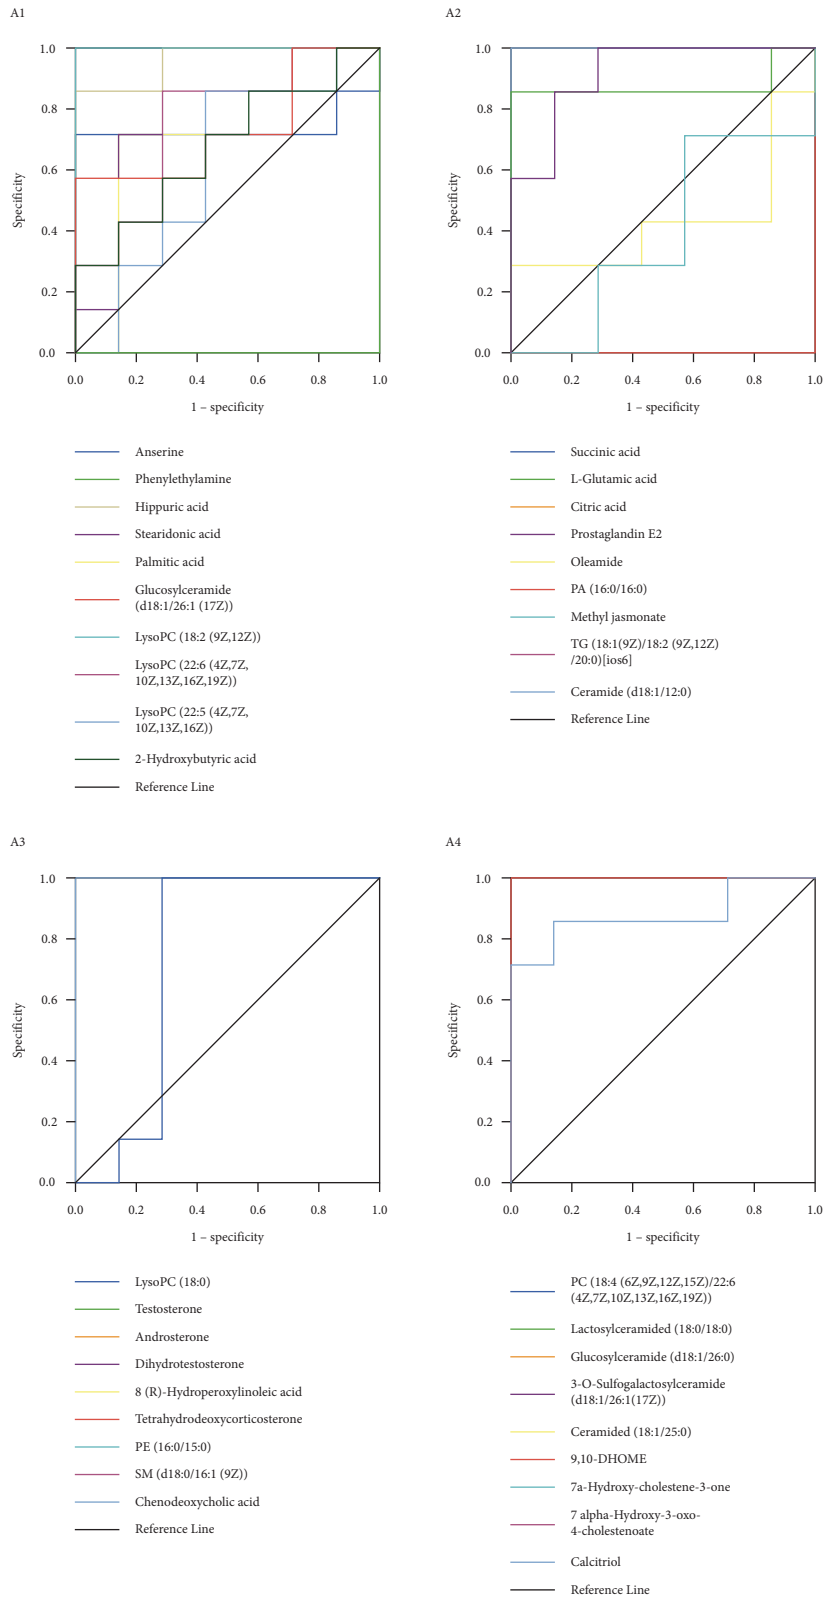 A1
1.0
0.8
0.6
0.4
0.2
0.0
Specificity
0.0 0.2 0.4 0.6 0.8 1.0
1 – specificity
Anserine
Phenylethylamine
Hippuric acid
Stearidonic acid
Palmitic acid
Glucosylceramide
(d18:1/26:1 (17Z))
LysoPC (18:2 (9Z,12Z))
LysoPC (22:6 (4Z,7Z,
10Z,13Z,16Z,19Z))
LysoPC (22:5 (4Z,7Z,
10Z,13Z,16Z))
2-Hydroxybutyric acid
Reference Line
A2
1.0
0.8
0.6
0.4
0.2
0.0
Specificity
0.0 0.2 0.4 0.6 0.8 1.0
1 – specificity
Succinic acid
L-Glutamic acid
Citric acid
Prostaglandin E2
Oleamide
PA (16:0/16:0)
Methyl jasmonate
TG (18:1(9Z)/18:2 (9Z,12Z)
/20:0)[ios6]
Ceramide (d18:1/12:0)
Reference Line
A3
1.0
0.8
0.6
0.4
0.2
0.0
Specificity
0.0 0.2 0.4 0.6 0.8 1.0
1 – specificity
LysoPC (18:0)
Testosterone
Androsterone
Dihydrotestosterone
8 (R)-Hydroperoxylinoleic acid
Tetrahydrodeoxycorticosterone
PE (16:0/15:0)
SM (d18:0/16:1 (9Z))
Chenodeoxycholic acid
Reference Line
A4
1.0
0.8
0.6
0.4
0.2
0.0
Specificity
0.0 0.2 0.4 0.6 0.8 1.0
1 – specificity
PC (18:4 (6Z,9Z,12Z,15Z)/22:6
(4Z,7Z,10Z,13Z,16Z,19Z))
Lactosylceramided (18:0/18:0)
Glucosylceramide (d18:1/26:0)
3-O-Sulfogalactosylceramide
(d18:1/26:1(17Z))
Ceramided (18:1/25:0)
9,10-DHOME
7a-Hydroxy-cholestene-3-one
7 alpha-Hydroxy-3-oxo-
4-cholestenoate
Calcitriol
Reference Line